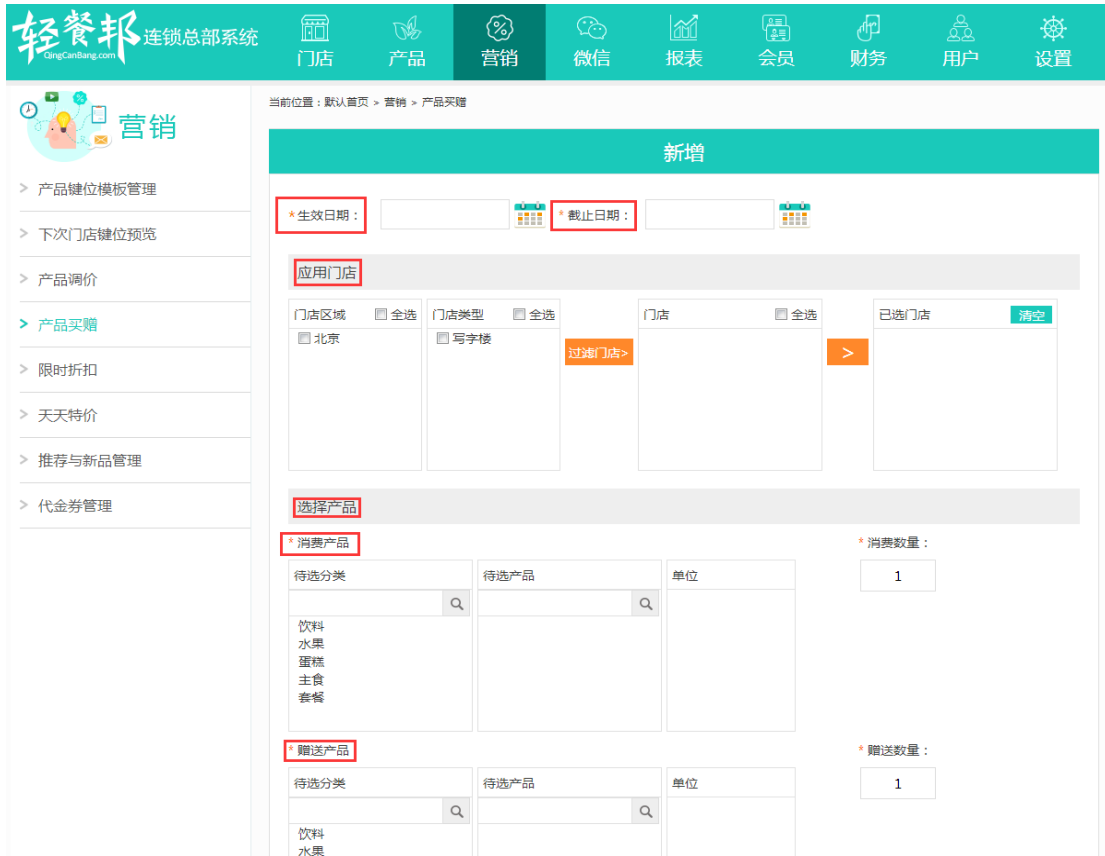 轻餐邦 连锁总部系统
QingCanBang.com
门店 产品 营销 微信 报表 会员 财务 用户 设置
营销
> 产品键位模板管理
> 下次门店键位预览
> 产品调价
> 产品买赠
> 限时折扣
> 天天特价
> 推荐与新品管理
> 代金券管理
当前位置：默认首页 > 营销 > 产品买赠
新增
*生效日期： * 截止日期：
应用门店
门店区域 全选 门店类型 全选 门店 全选 已选门店 清空
北京 写字楼
过滤门店> >
选择产品
* 消费产品 * 消费数量：
待选分类 待选产品 单位 1
饮料
水果
蛋糕
主食
套餐
* 赠送产品 * 赠送数量：
待选分类 待选产品 单位 1
饮料
水果